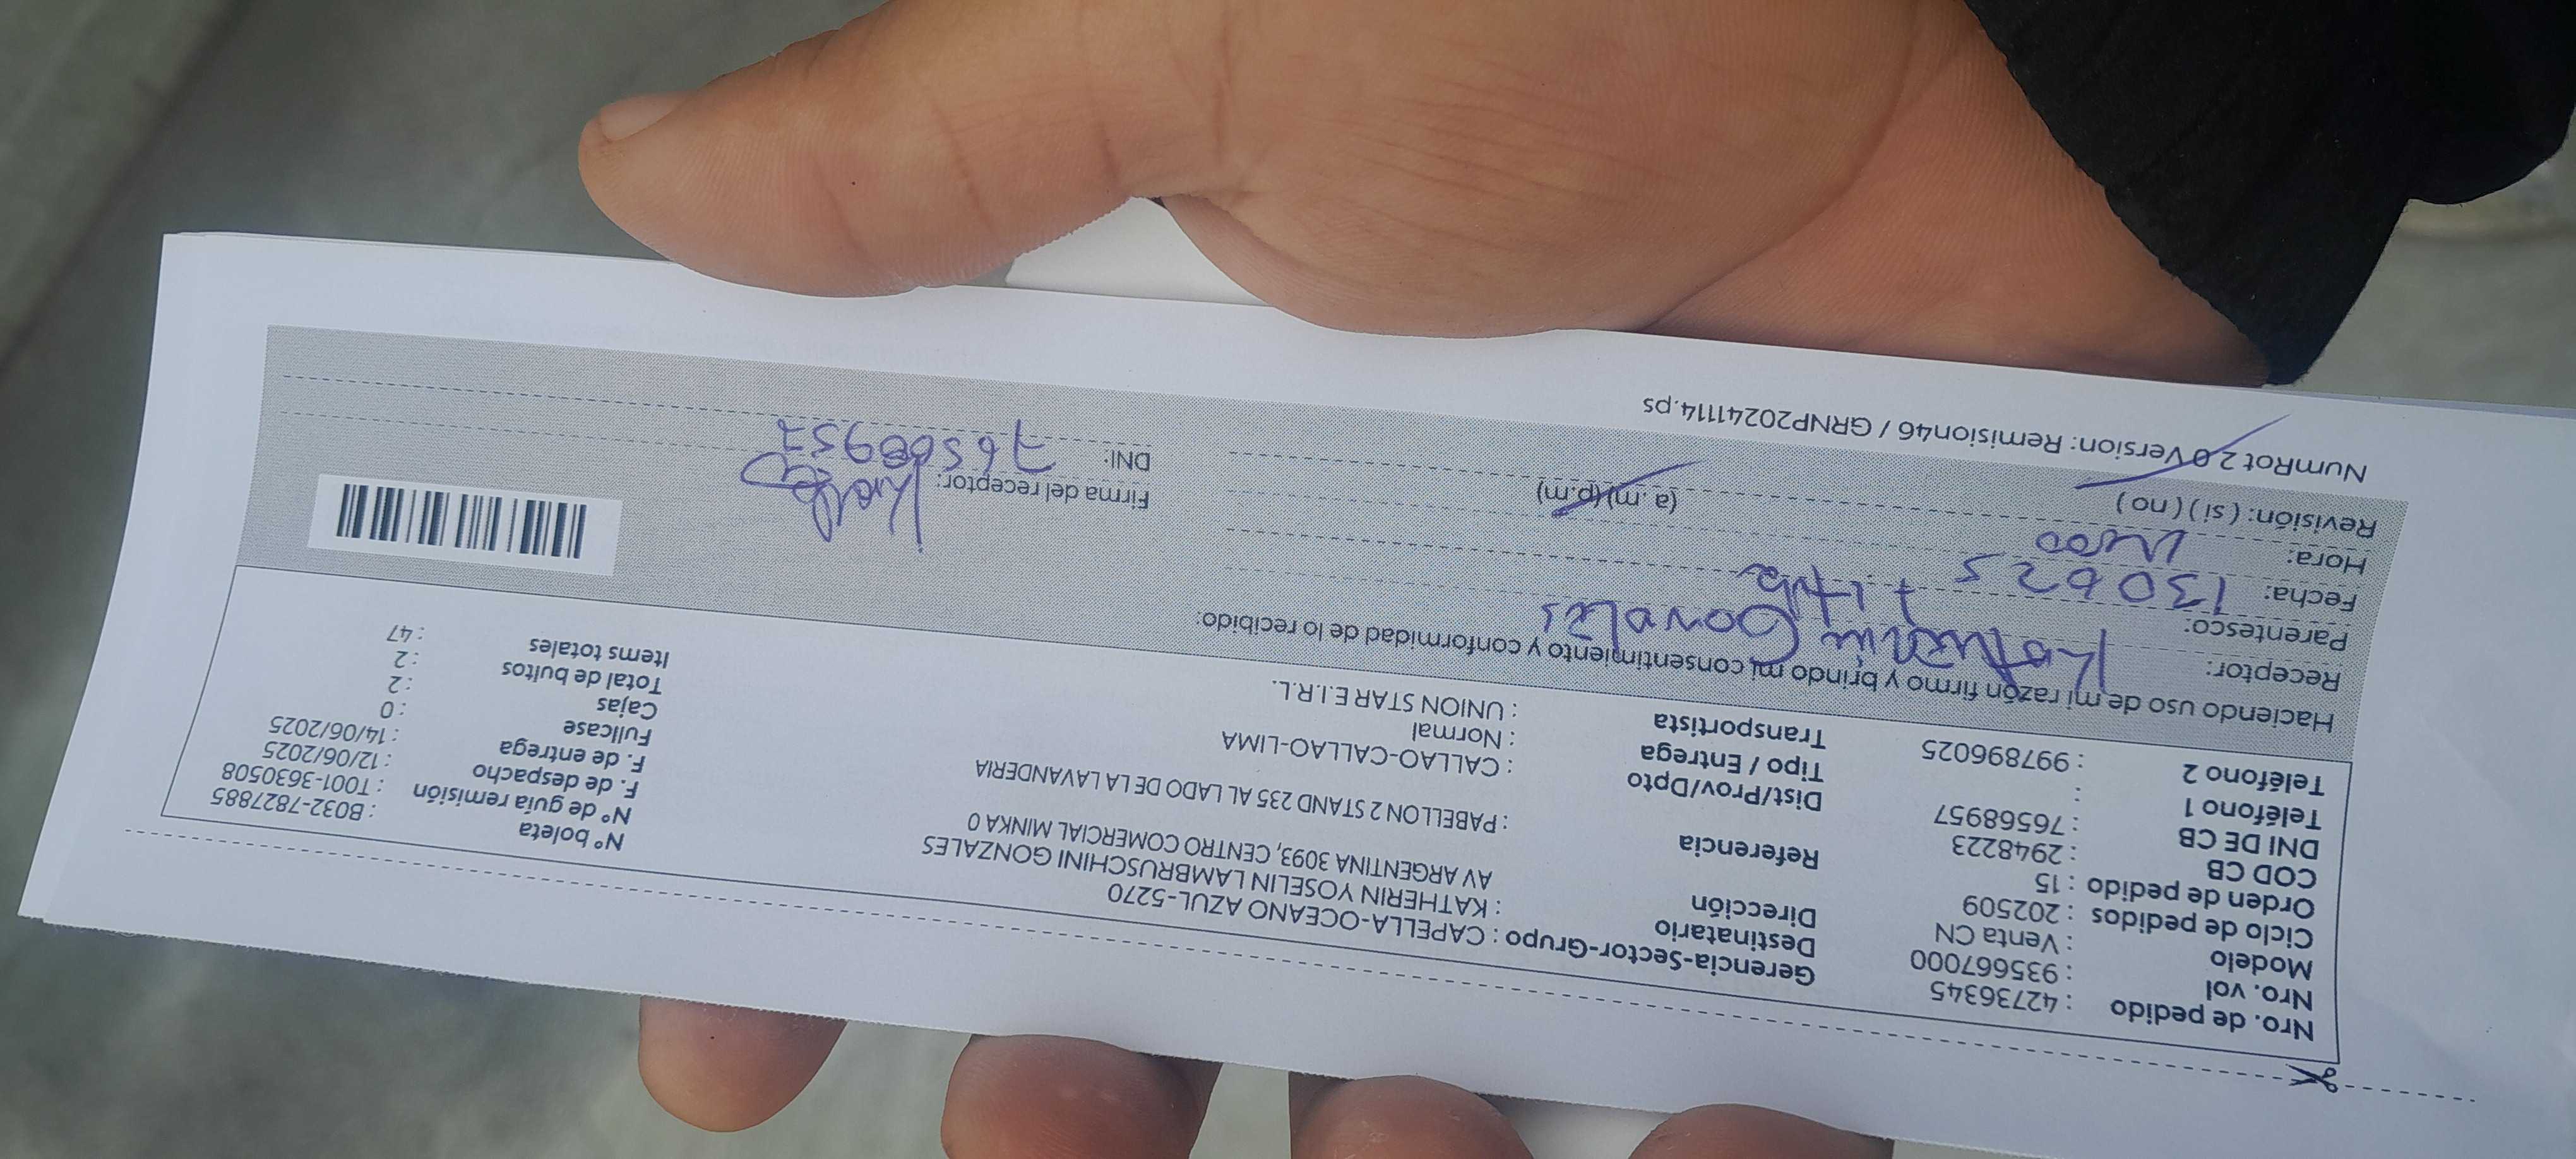 Nro. de pedido : 42736345
Nro. vol : 935667000
Modelo : Venta CN
Ciclo de pedidos : 202509
Orden de pedido : 15
COD CB : 2948223
DNI DE CB : 76568957
Teléfono 1 :
Teléfono 2 : 997896025
Gerencia-Sector-Grupo : CAPELLA-OCEANO AZUL-5270
Destinatario : KATHERIN YOSELIN LAMBRUSCHINI GONZALES
Dirección AV ARGENTINA 3093, CENTRO COMERCIAL MINKA 0
Referencia : PABELLON 2 STAND 235 AL LADO DE LA LAVANDERIA
Dist/Prov/Dpto : CALLAO-CALLAO-LIMA
Tipo / Entrega : Normal
Transportista : UNION STAR E.I.R.L.
N° boleta : B032-7827885
N° de guía remisión : T001-3630508
F. de despacho : 12/06/2025
F. de entrega : 14/06/2025
Fullcase : 0
Cajas : 2
Total de bultos : 2
Items totales : 47
Haciendo uso de mi razón firmo y brindo mi consentimiento y conformidad de lo recibido:
Receptor:
Parentesco:
Fecha: 130625
Hora: (a.m) (p.m)
Revisión: ( si ) ( no )
Firma del receptor:
DNI:
NumRot 2.0 Version: Remision46 / GRNP20241114.ps